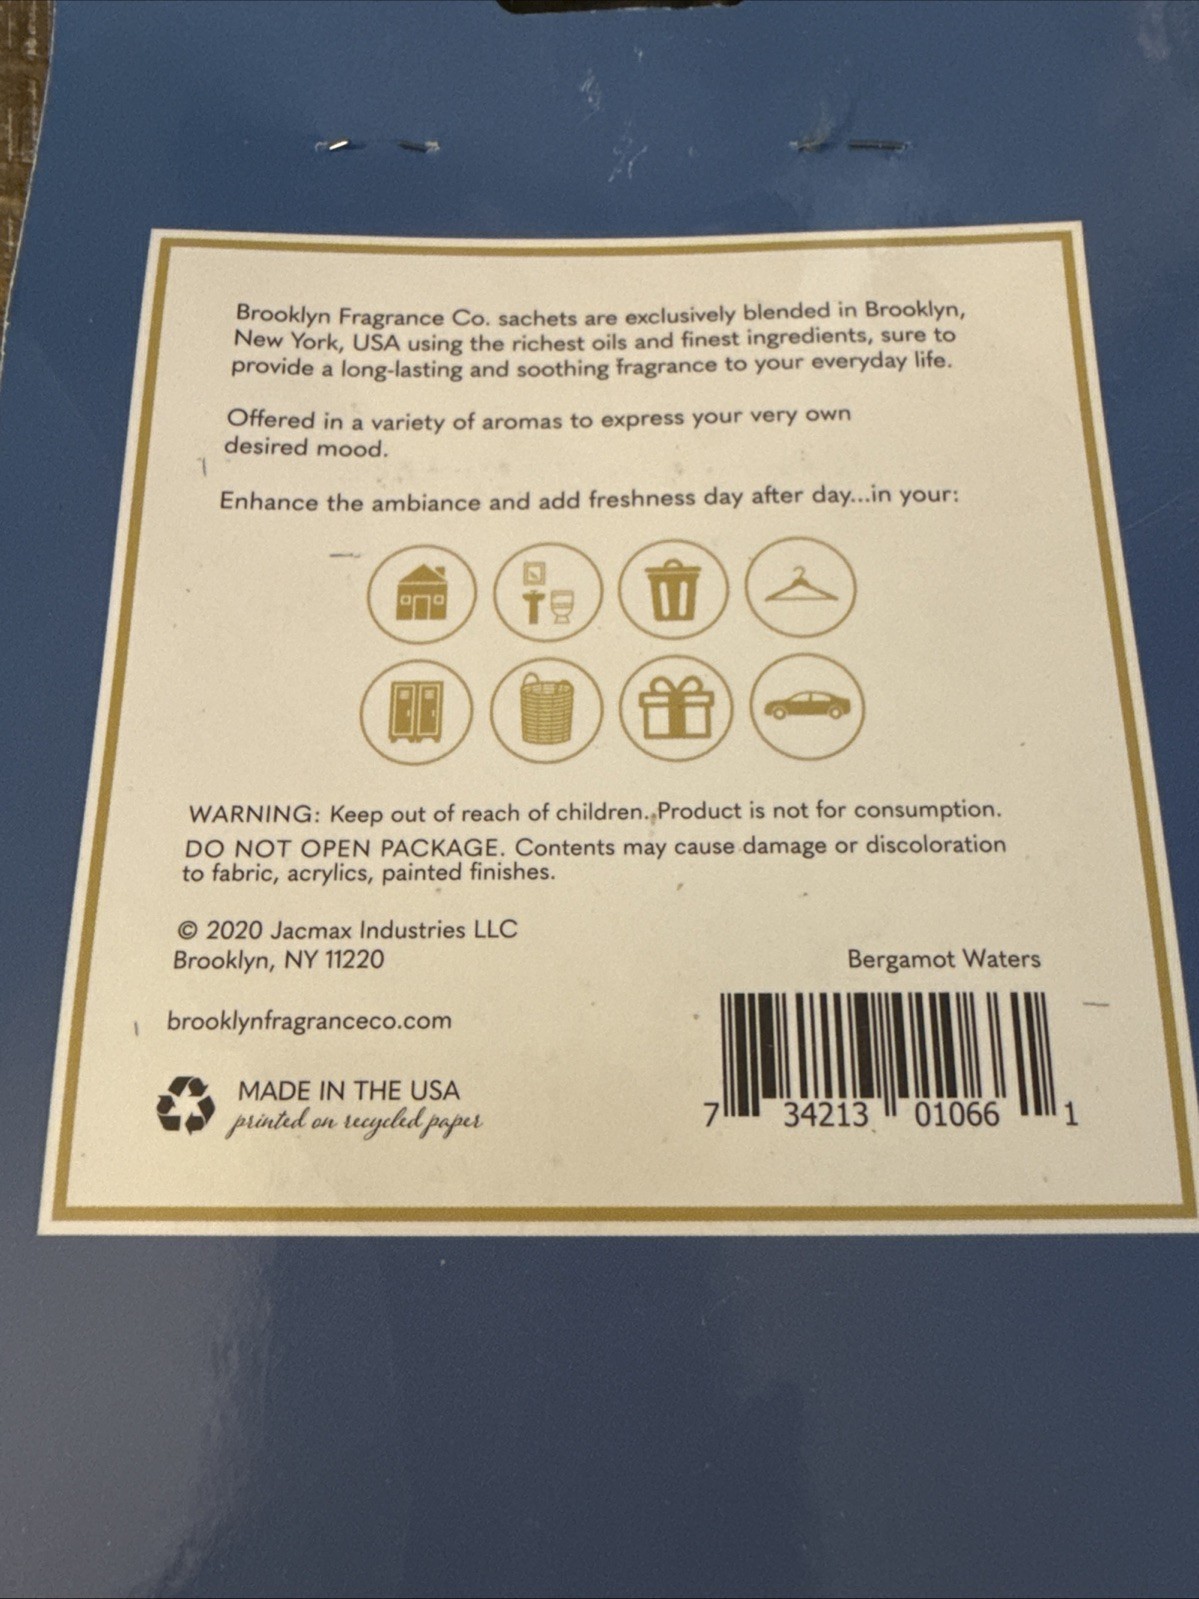 Brooklyn Fragrance Co. sachets are exclusively blended in Brooklyn,
New York, USA using the richest oils and finest ingredients, sure to
provide a long-lasting and soothing fragrance to your everyday life.
Offered in a variety of aromas to express your very own
desired mood.
Enhance the ambiance and add freshness day after day...in your:
WARNING: Keep out of reach of children. Product is not for consumption.
DO NOT OPEN PACKAGE. Contents may cause damage or discoloration
to fabric, acrylics, painted finishes.
© 2020 Jacmax Industries LLC
Brooklyn, NY 11220
brooklynfragranceco.com
MADE IN THE USA
printed on recycled paper
Bergamot Waters
7 34213 01066 1